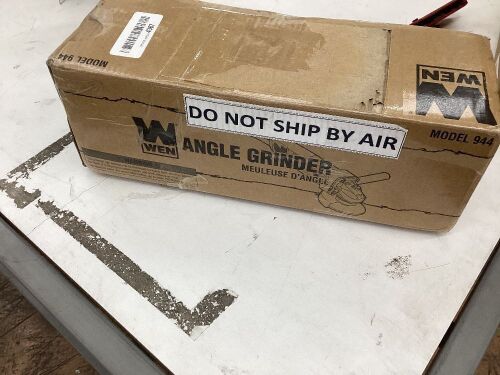 MODEL 944
WEN
MODEL 944
DO NOT SHIP BY AIR
WEN
ANGLE GRINDER
MEULEUSE D'ANGLE